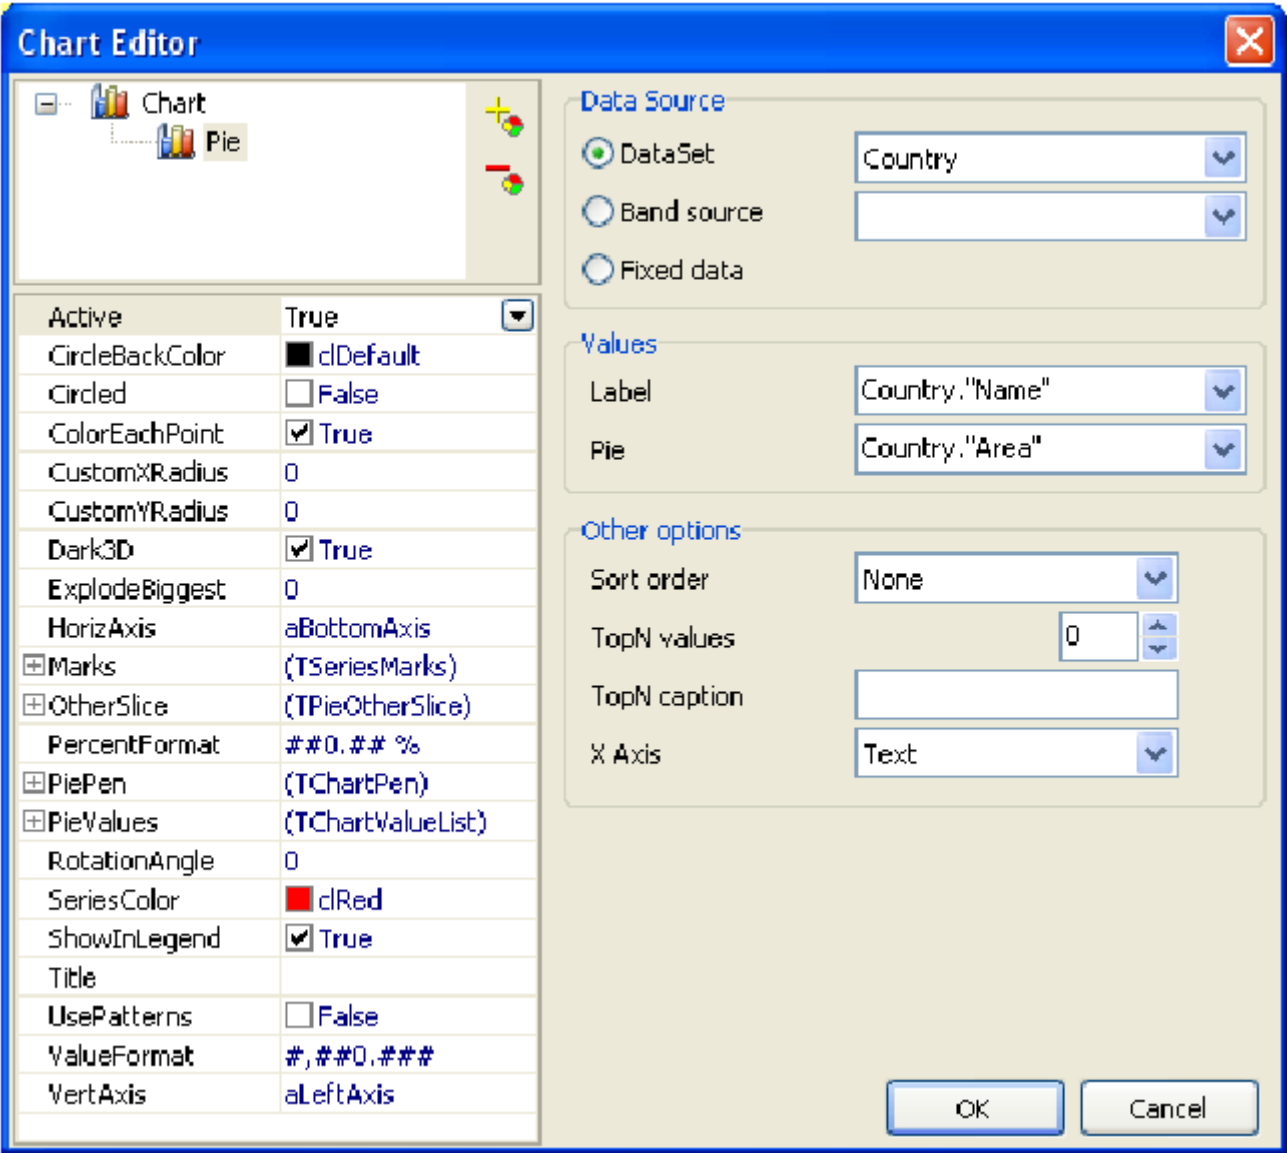 Chart Editor
Chart
Pie
Active True
CircleBackColor clDefault
Circled False
ColorEachPoint True
CustomXRadius 0
CustomYRadius 0
Dark3D True
ExplodeBiggest 0
HorizAxis aBottomAxis
Marks (TSeriesMarks)
OtherSlice (TPieOtherSlice)
PercentFormat ##0.## %
PiePen (TChartPen)
PieValues (TChartValueList)
RotationAngle 0
SeriesColor clRed
ShowInLegend True
Title
UsePatterns False
ValueFormat #,##0.###
VertAxis aLeftAxis
Data Source
DataSet Country
Band source
Fixed data
Values
Label Country."Name"
Pie Country."Area"
Other options
Sort order None
TopN values 0
TopN caption
X Axis Text
OK Cancel